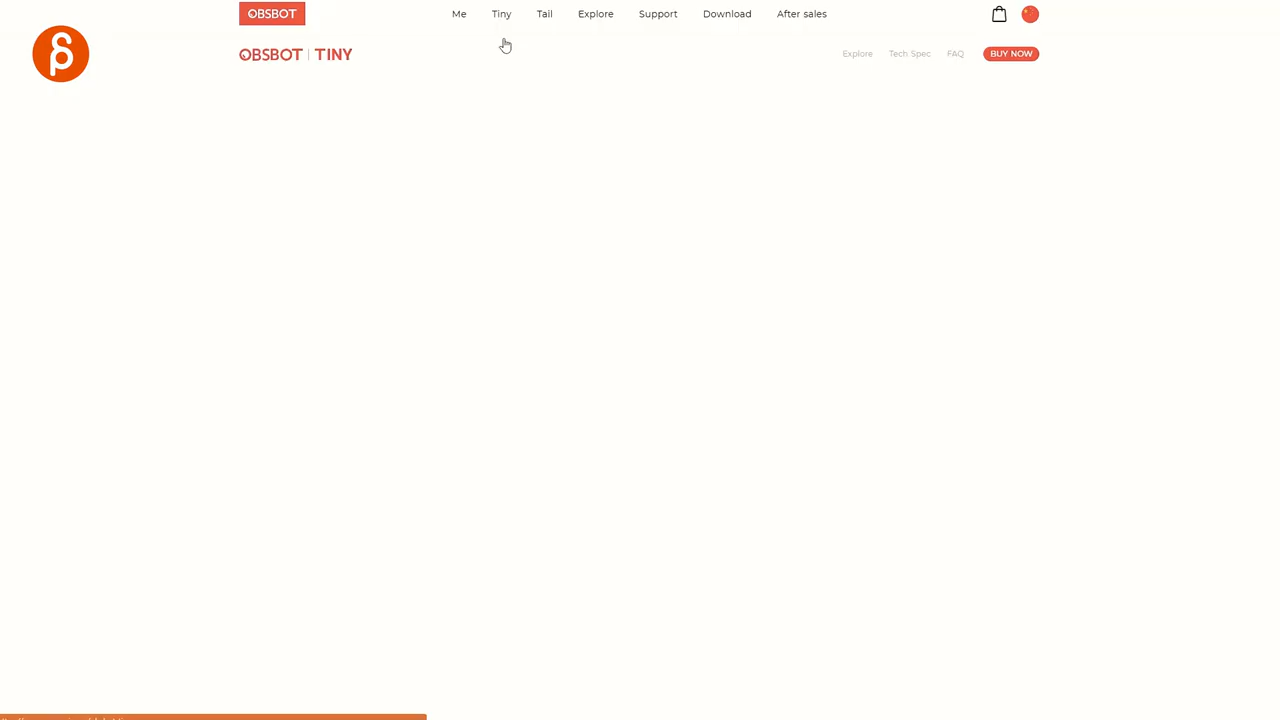 OBSBOT
Me Tiny Tail Explore Support Download After sales
OBSBOT | TINY
Explore Tech Spec FAQ BUY NOW